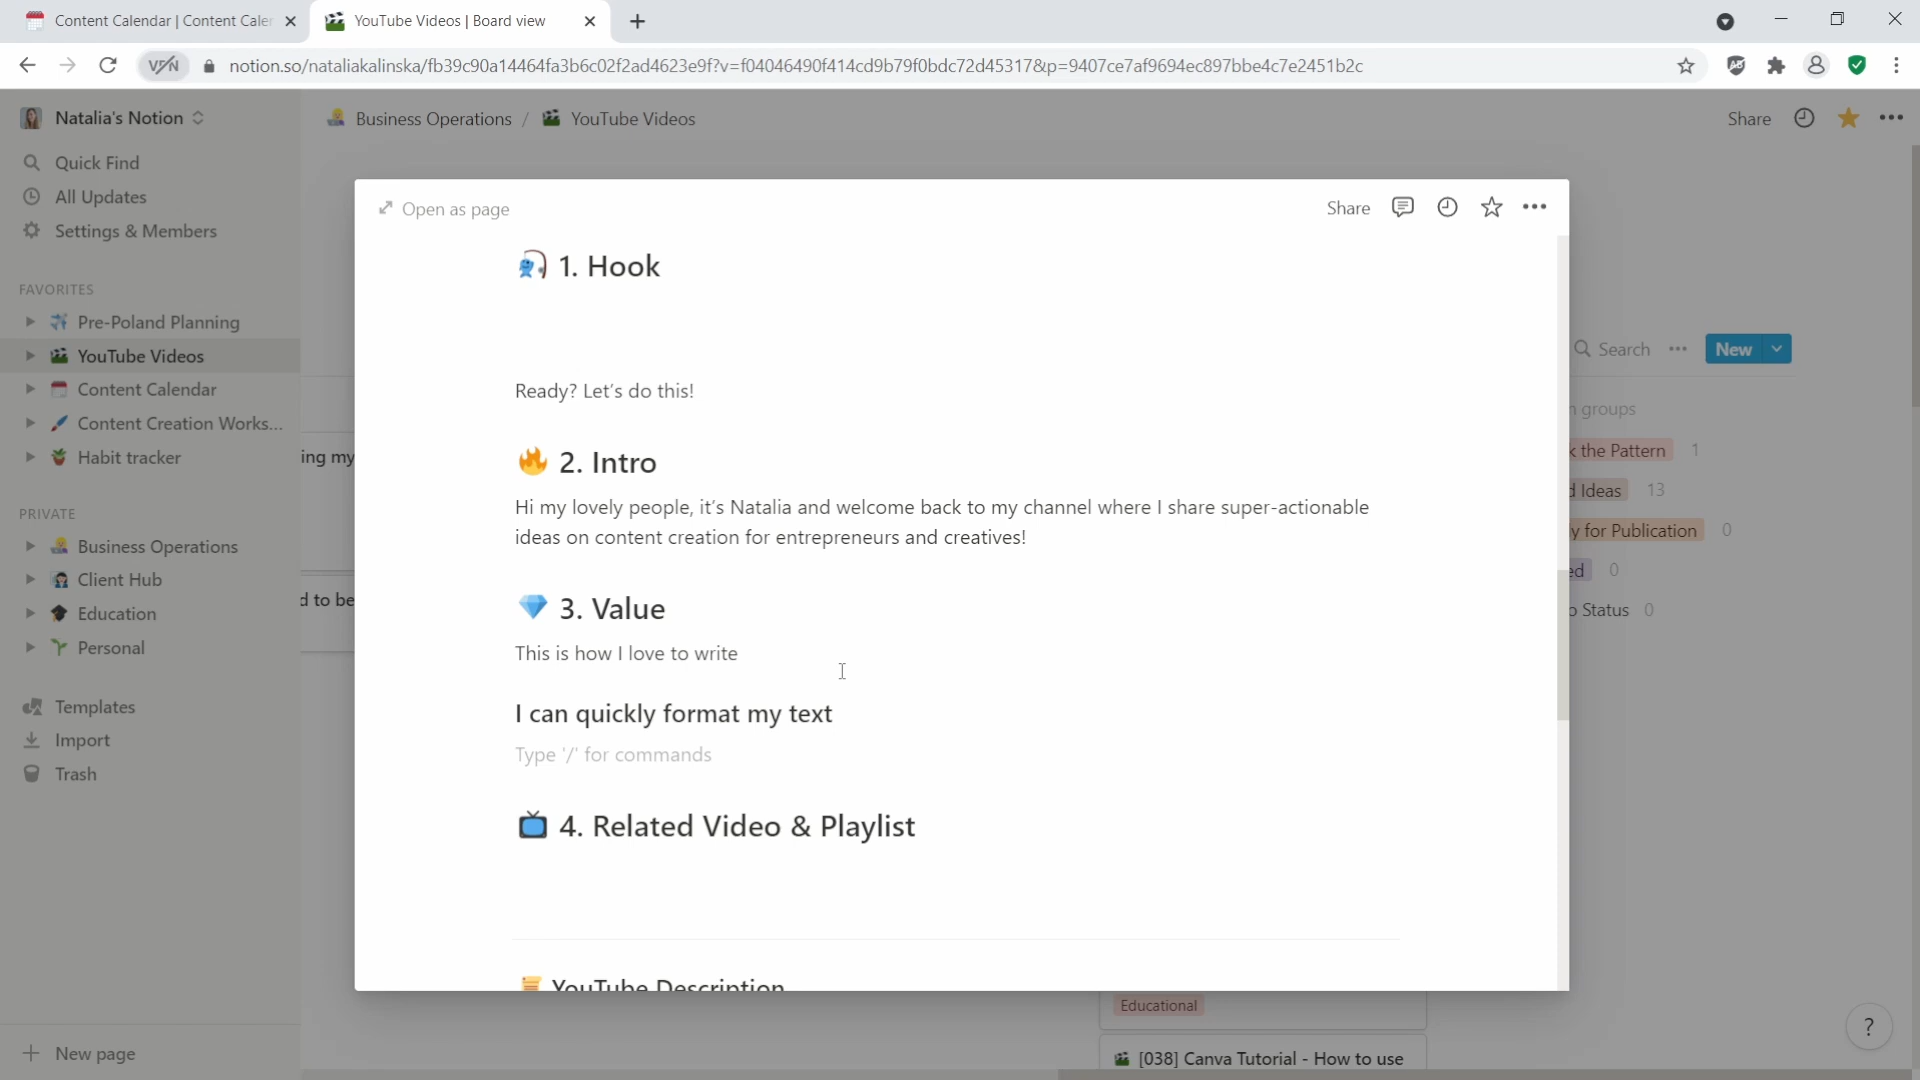 Content Calendar | Content Caler
YouTube Videos | Board view
VPN
notion.so/nataliakalinska/fb39c90a14464fa3b6c02f2ad4623e9f?v=f04046490f414cd9b79f0bdc72d45317&p=9407ce7af9694ec897bbe4c7e2451b2c
Natalia's Notion
Business Operations / YouTube Videos
Share
Quick Find
All Updates
Settings & Members
FAVORITES
Pre-Poland Planning
YouTube Videos
Content Calendar
Content Creation Works...
Habit tracker
PRIVATE
Business Operations
Client Hub
Education
Personal
Templates
Import
Trash
New page
ing my
d to be
Open as page
Share
1. Hook
Ready? Let's do this!
2. Intro
Hi my lovely people, it's Natalia and welcome back to my channel where I share super-actionable
ideas on content creation for entrepreneurs and creatives!
3. Value
This is how I love to write
I can quickly format my text
Type '/' for commands
4. Related Video & Playlist
YouTube Description
Search
New
n groups
k the Pattern 1
d Ideas 13
y for Publication 0
ed 0
o Status 0
Educational
[038] Canva Tutorial - How to use
?